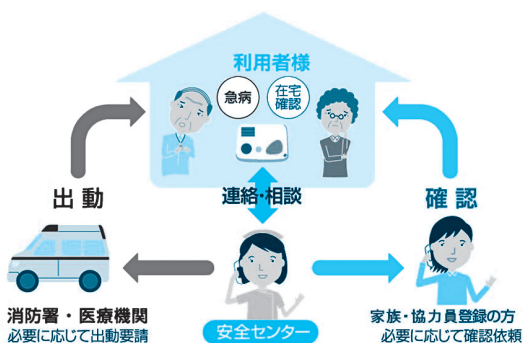 利用者様
急病
在宅
確認
連絡・相談
出動
確認
消防署・医療機関
必要に応じて出動要請
安全センター
家族・協力員登録の方
必要に応じて確認依頼